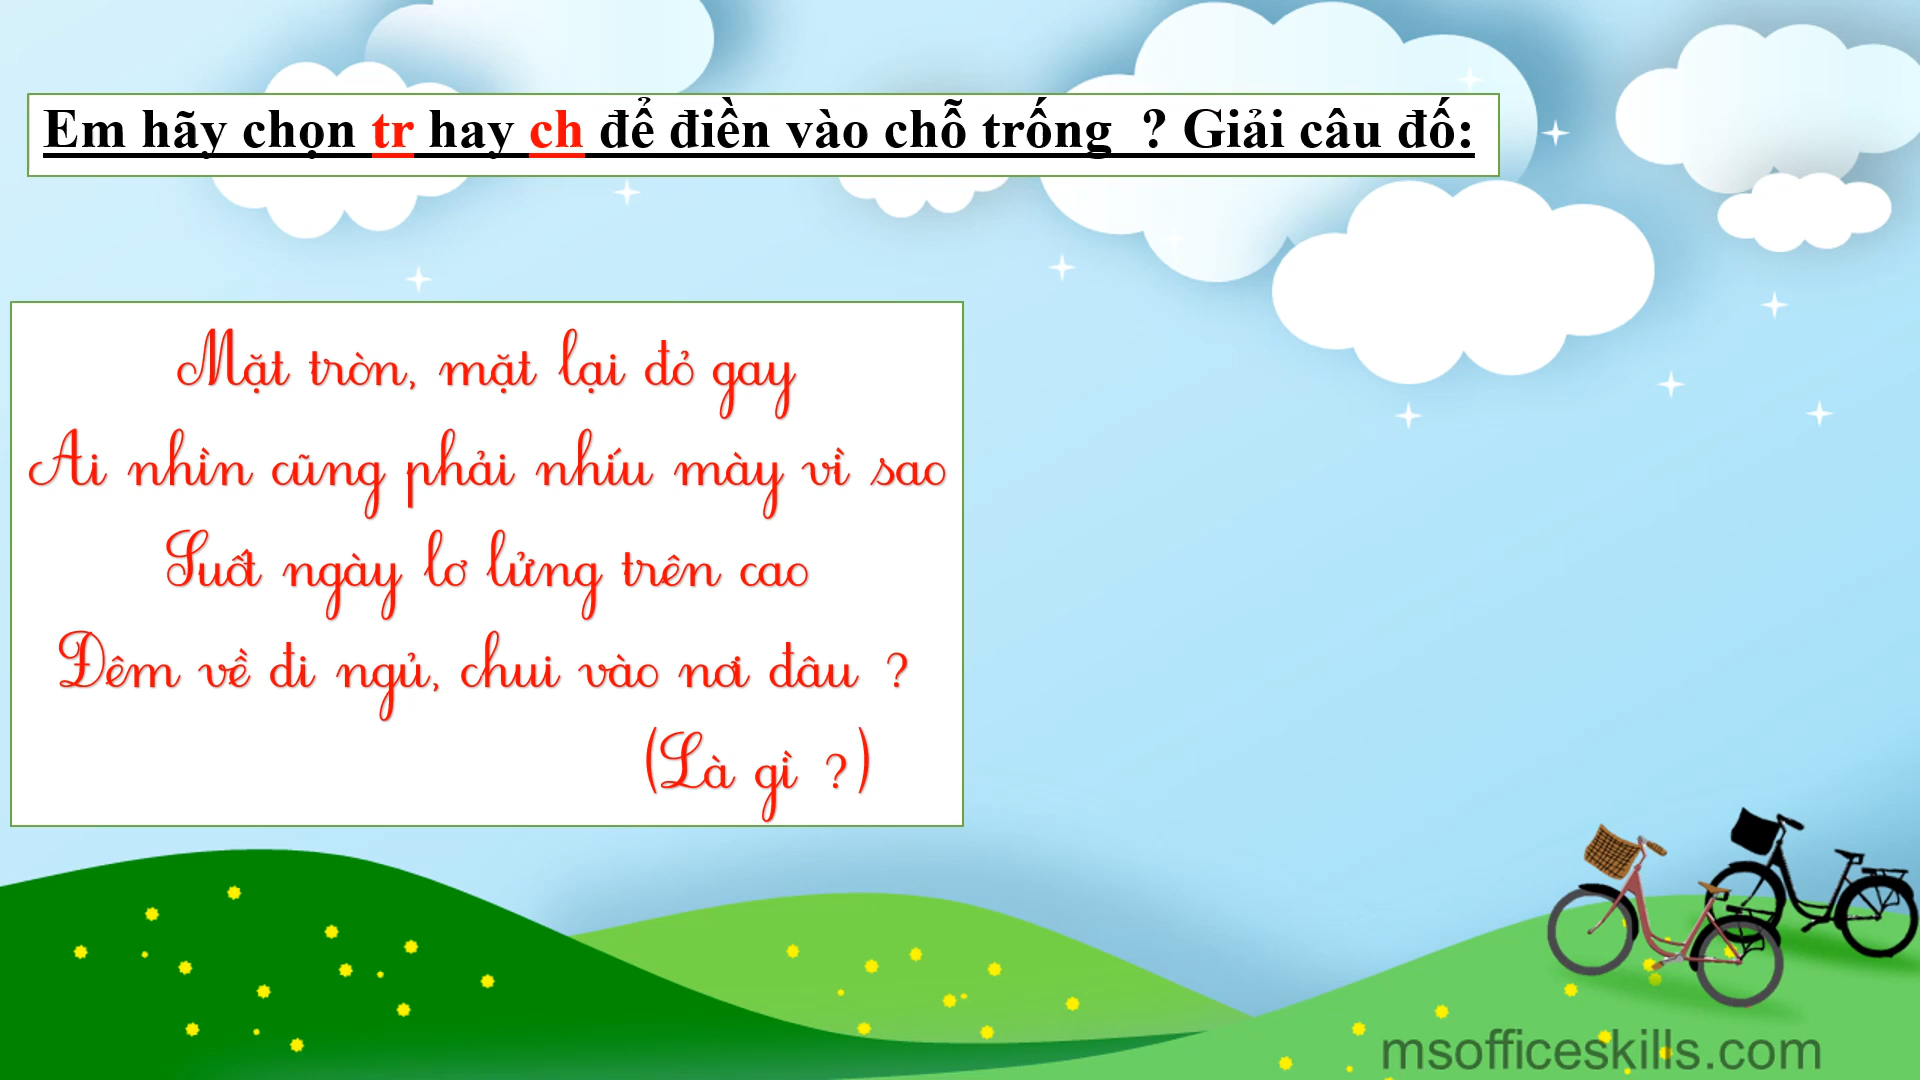 Em hãy chọn tr hay ch để điền vào chỗ trống  ? Giải câu đố:
Mặt tròn, mặt lại đỏ gay
Ai nhìn cũng phải nhíu mày vì sao
Suốt ngày lơ lửng trên cao
Đêm về đi ngủ, chui vào nơi đâu ?
(Là gì ?)
msofficeskills.com